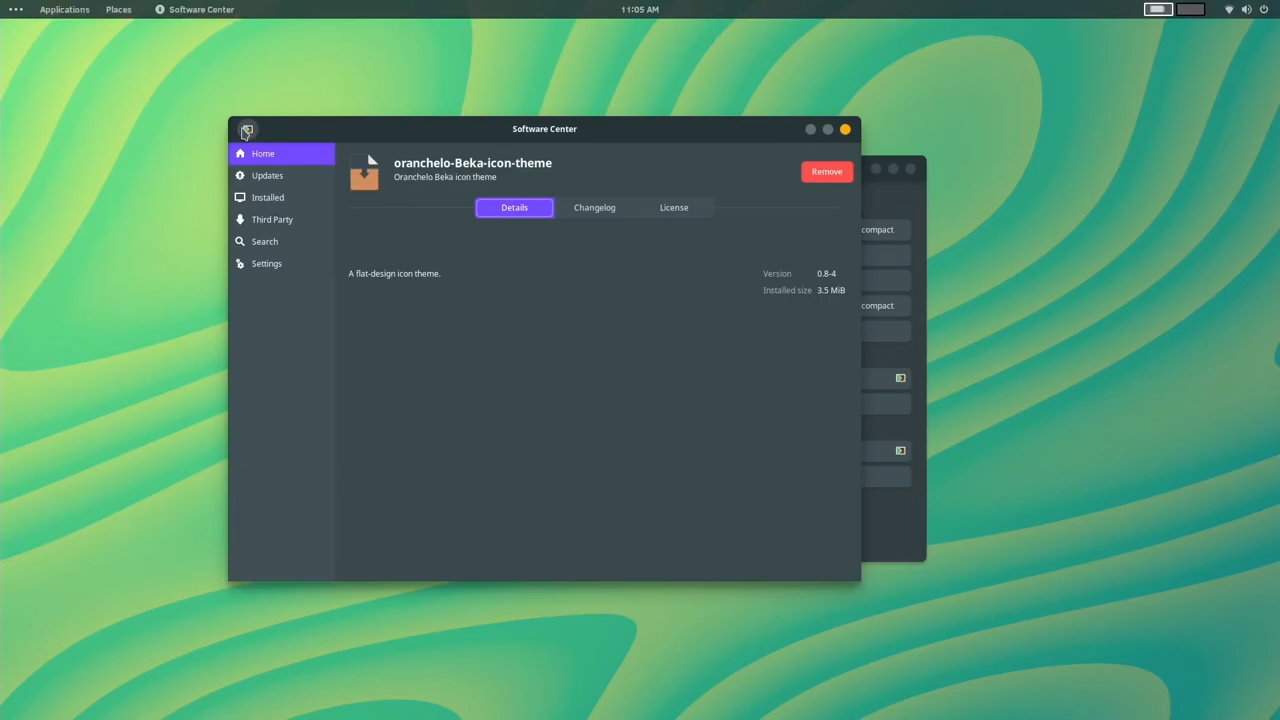 Applications Places Software Center 11:05 AM
Software Center
Home
Updates
Installed
Third Party
Search
Settings
oranchelo-Beka-icon-theme
Oranchelo Beka icon theme
Remove
Details Changelog License
A flat-design icon theme.
Version 0.8-4
Installed size 3.5 MiB
compact
compact